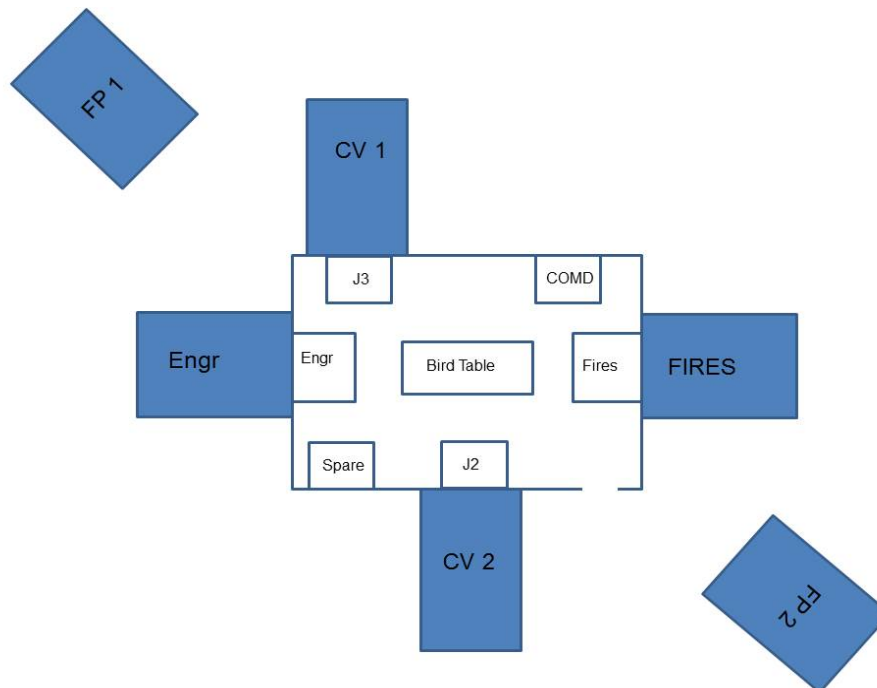 FP 1
CV 1
J3
COMD
Engr
Engr
Bird Table
Fires
FIRES
Spare
J2
CV 2
FP 2